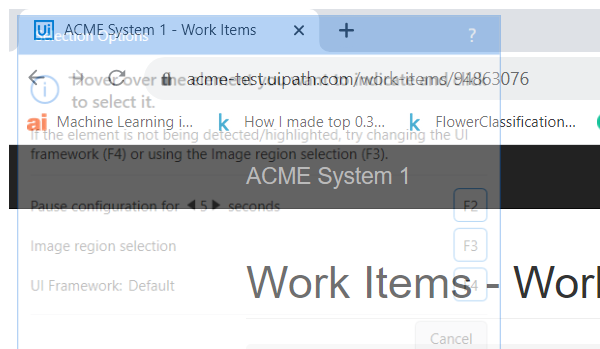 Ui ACME System 1 - Work Items × +
Selection Options ?
acme-test.uipath.com/work-items/94863076
Hover over the element you want to indicate and click
to select it.
ai Machine Learning i... k How I made top 0.3... k FlowerClassification...
If the element is not being detected/highlighted, try changing the UI
framework (F4) or using the Image region selection (F3).
ACME System 1
Pause configuration for 5 seconds F2
Image region selection F3
UI Framework: Default F4
Work Items - Work
Cancel